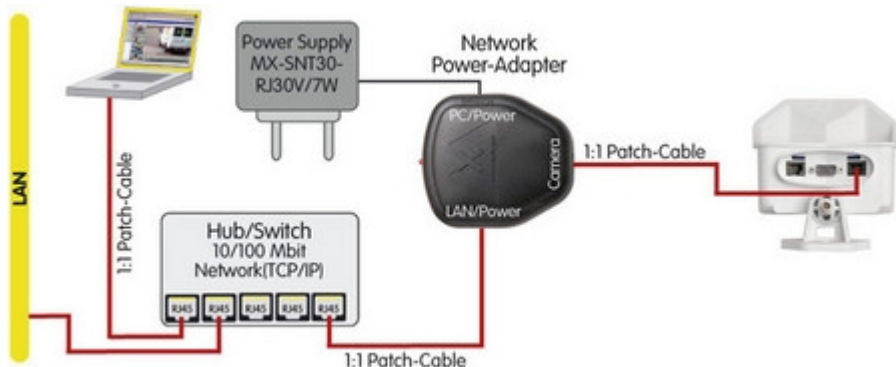 Power Supply
MX-SNT30-
RJ30V/7W
Network
Power-Adapter
PC/Power
Camera
LAN/Power
1:1 Patch-Cable
LAN
1:1 Patch-Cable
Hub/Switch
10/100 Mbit
Network(TCP/IP)
RJ45
RJ45
RJ45
RJ45
RJ45
1:1 Patch-Cable